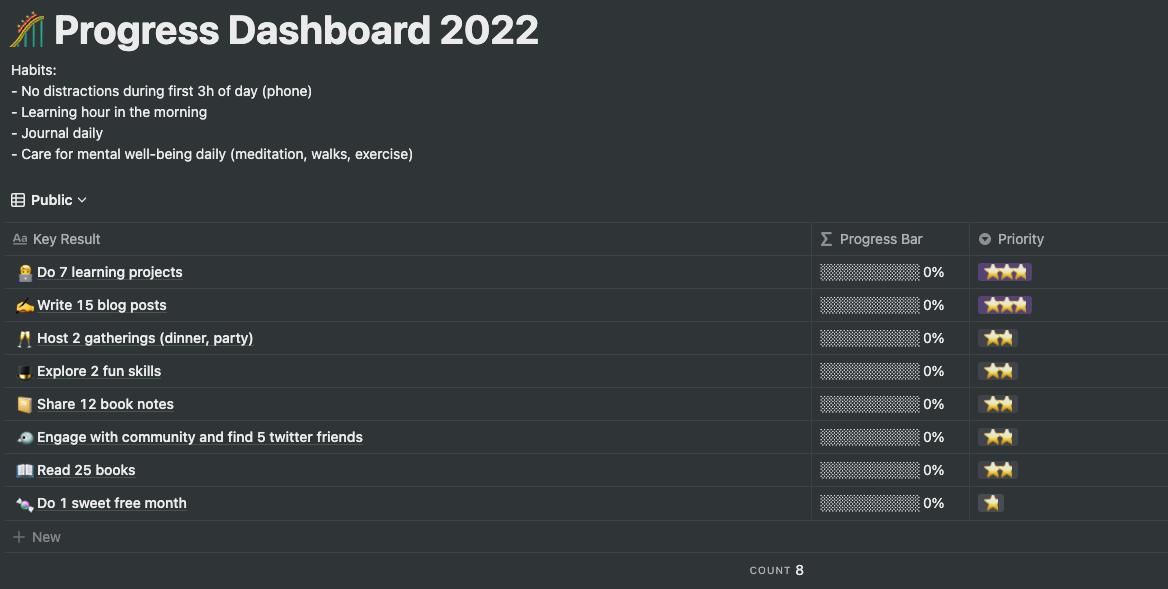 Progress Dashboard 2022
Habits:
- No distractions during first 3h of day (phone)
- Learning hour in the morning
- Journal daily
- Care for mental well-being daily (meditation, walks, exercise)
Public
Aa Key Result Σ Progress Bar Priority
Do 7 learning projects 0%
Write 15 blog posts 0%
Host 2 gatherings (dinner, party) 0%
Explore 2 fun skills 0%
Share 12 book notes 0%
Engage with community and find 5 twitter friends 0%
Read 25 books 0%
Do 1 sweet free month 0%
+ New
COUNT 8